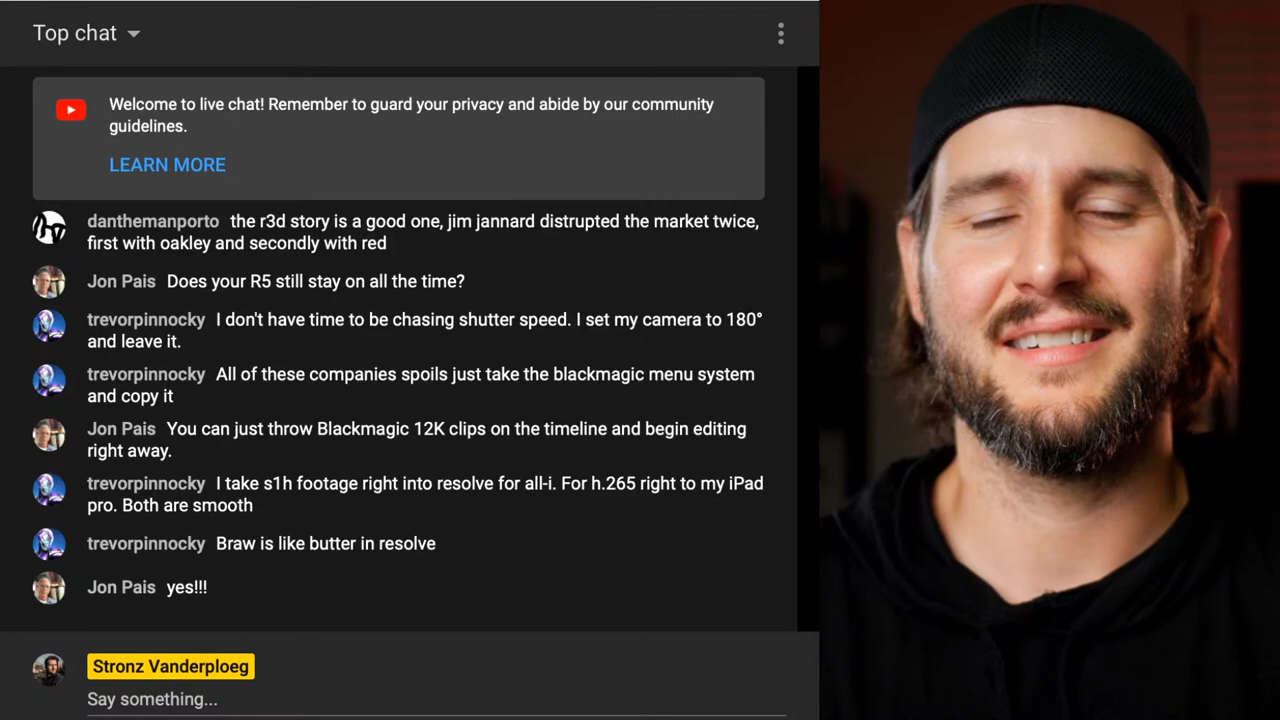 Top chat
Welcome to live chat! Remember to guard your privacy and abide by our community
guidelines.
LEARN MORE
danthemanporto the r3d story is a good one, jim jannard distrupted the market twice,
first with oakley and secondly with red
Jon Pais Does your R5 still stay on all the time?
trevorpinnocky I don't have time to be chasing shutter speed. I set my camera to 180°
and leave it.
trevorpinnocky All of these companies spoils just take the blackmagic menu system
and copy it
Jon Pais You can just throw Blackmagic 12K clips on the timeline and begin editing
right away.
trevorpinnocky I take s1h footage right into resolve for all-i. For h.265 right to my iPad
pro. Both are smooth
trevorpinnocky Braw is like butter in resolve
Jon Pais yes!!!
Stronz Vanderploeg
Say something...